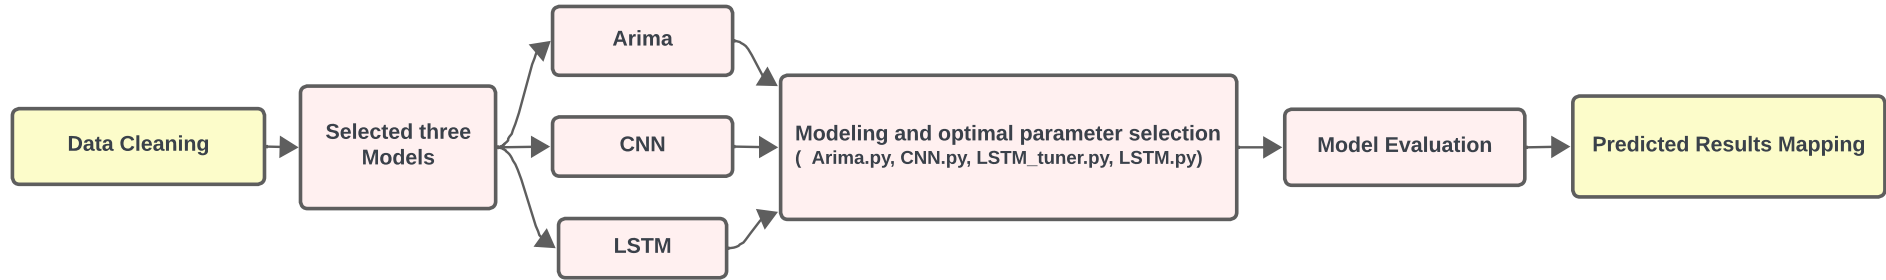 Data Cleaning
Selected three
Models
Arima
CNN
LSTM
Modeling and optimal parameter selection
(  Arima.py, CNN.py, LSTM_tuner.py, LSTM.py)
Model Evaluation
Predicted Results Mapping